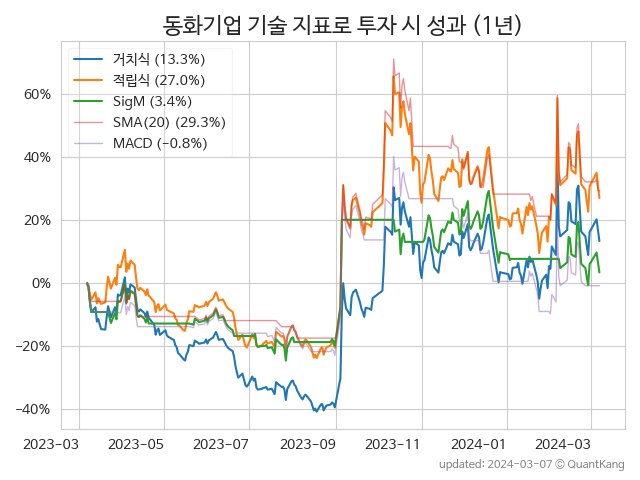 동화기업 기술 지표로 투자 시 성과 (1년)
거치식 (13.3%)
적립식 (27.0%)
SigM (3.4%)
SMA(20) (29.3%)
MACD (−0.8%)
60%
40%
20%
0%
−20%
−40%
2023−03
2023−05
2023−07
2023−09
2023−11
2024−01
2024−03
updated: 2024−03−07 © QuantKang